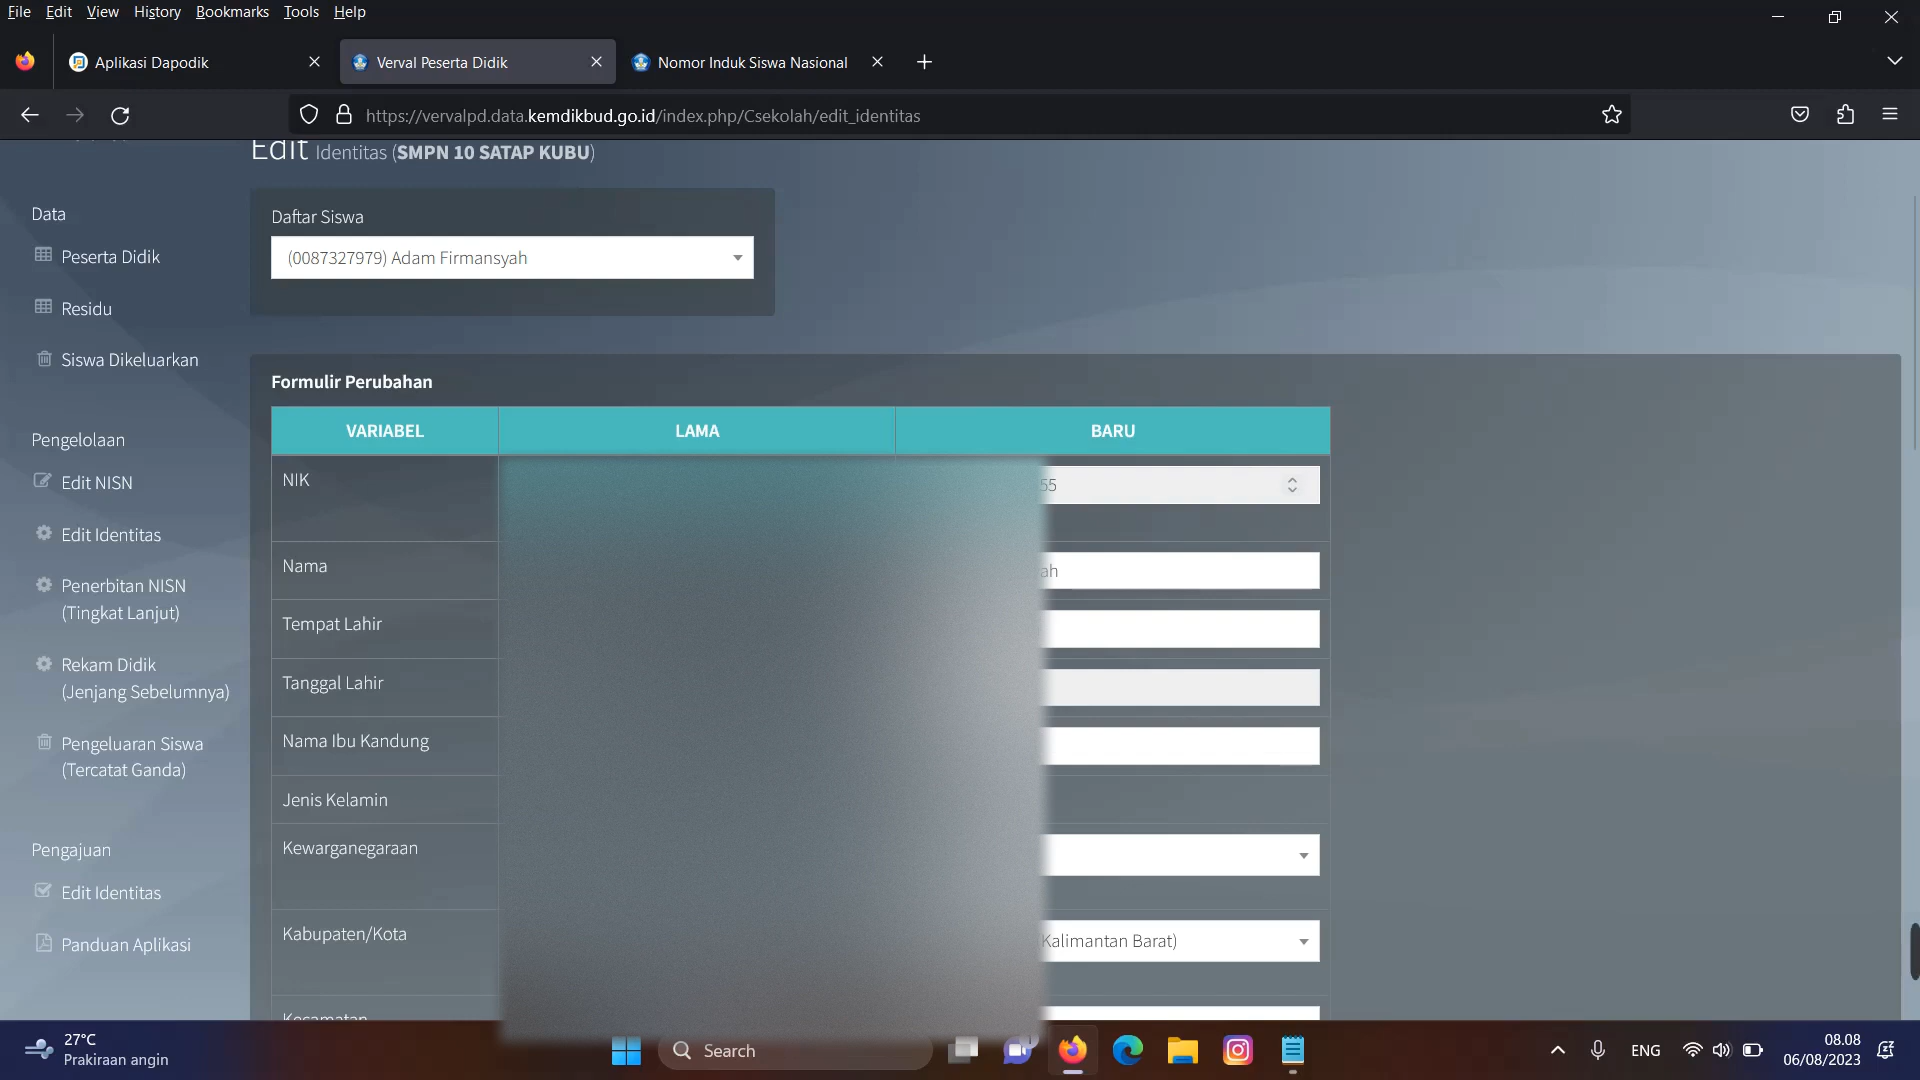 File Edit View History Bookmarks Tools Help
Aplikasi Dapodik
Verval Peserta Didik
Nomor Induk Siswa Nasional
https://vervalpd.data.kemdikbud.go.id/index.php/Csekolah/edit_identitas
Edit Identitas (SMPN 10 SATAP KUBU)
Daftar Siswa
(0087327979) Adam Firmansyah
Data
Peserta Didik
Residu
Siswa Dikeluarkan
Pengelolaan
Edit NISN
Edit Identitas
Penerbitan NISN
(Tingkat Lanjut)
Rekam Didik
(Jenjang Sebelumnya)
Pengeluaran Siswa
(Tercatat Ganda)
Pengajuan
Edit Identitas
Panduan Aplikasi
Formulir Perubahan
VARIABEL LAMA BARU
NIK 55
Nama ah
Tempat Lahir
Tanggal Lahir
Nama Ibu Kandung
Jenis Kelamin
Kewarganegaraan
Kabupaten/Kota Kalimantan Barat)
Kecamatan
27°C
Prakiraan angin
Search
ENG
08.08
06/08/2023